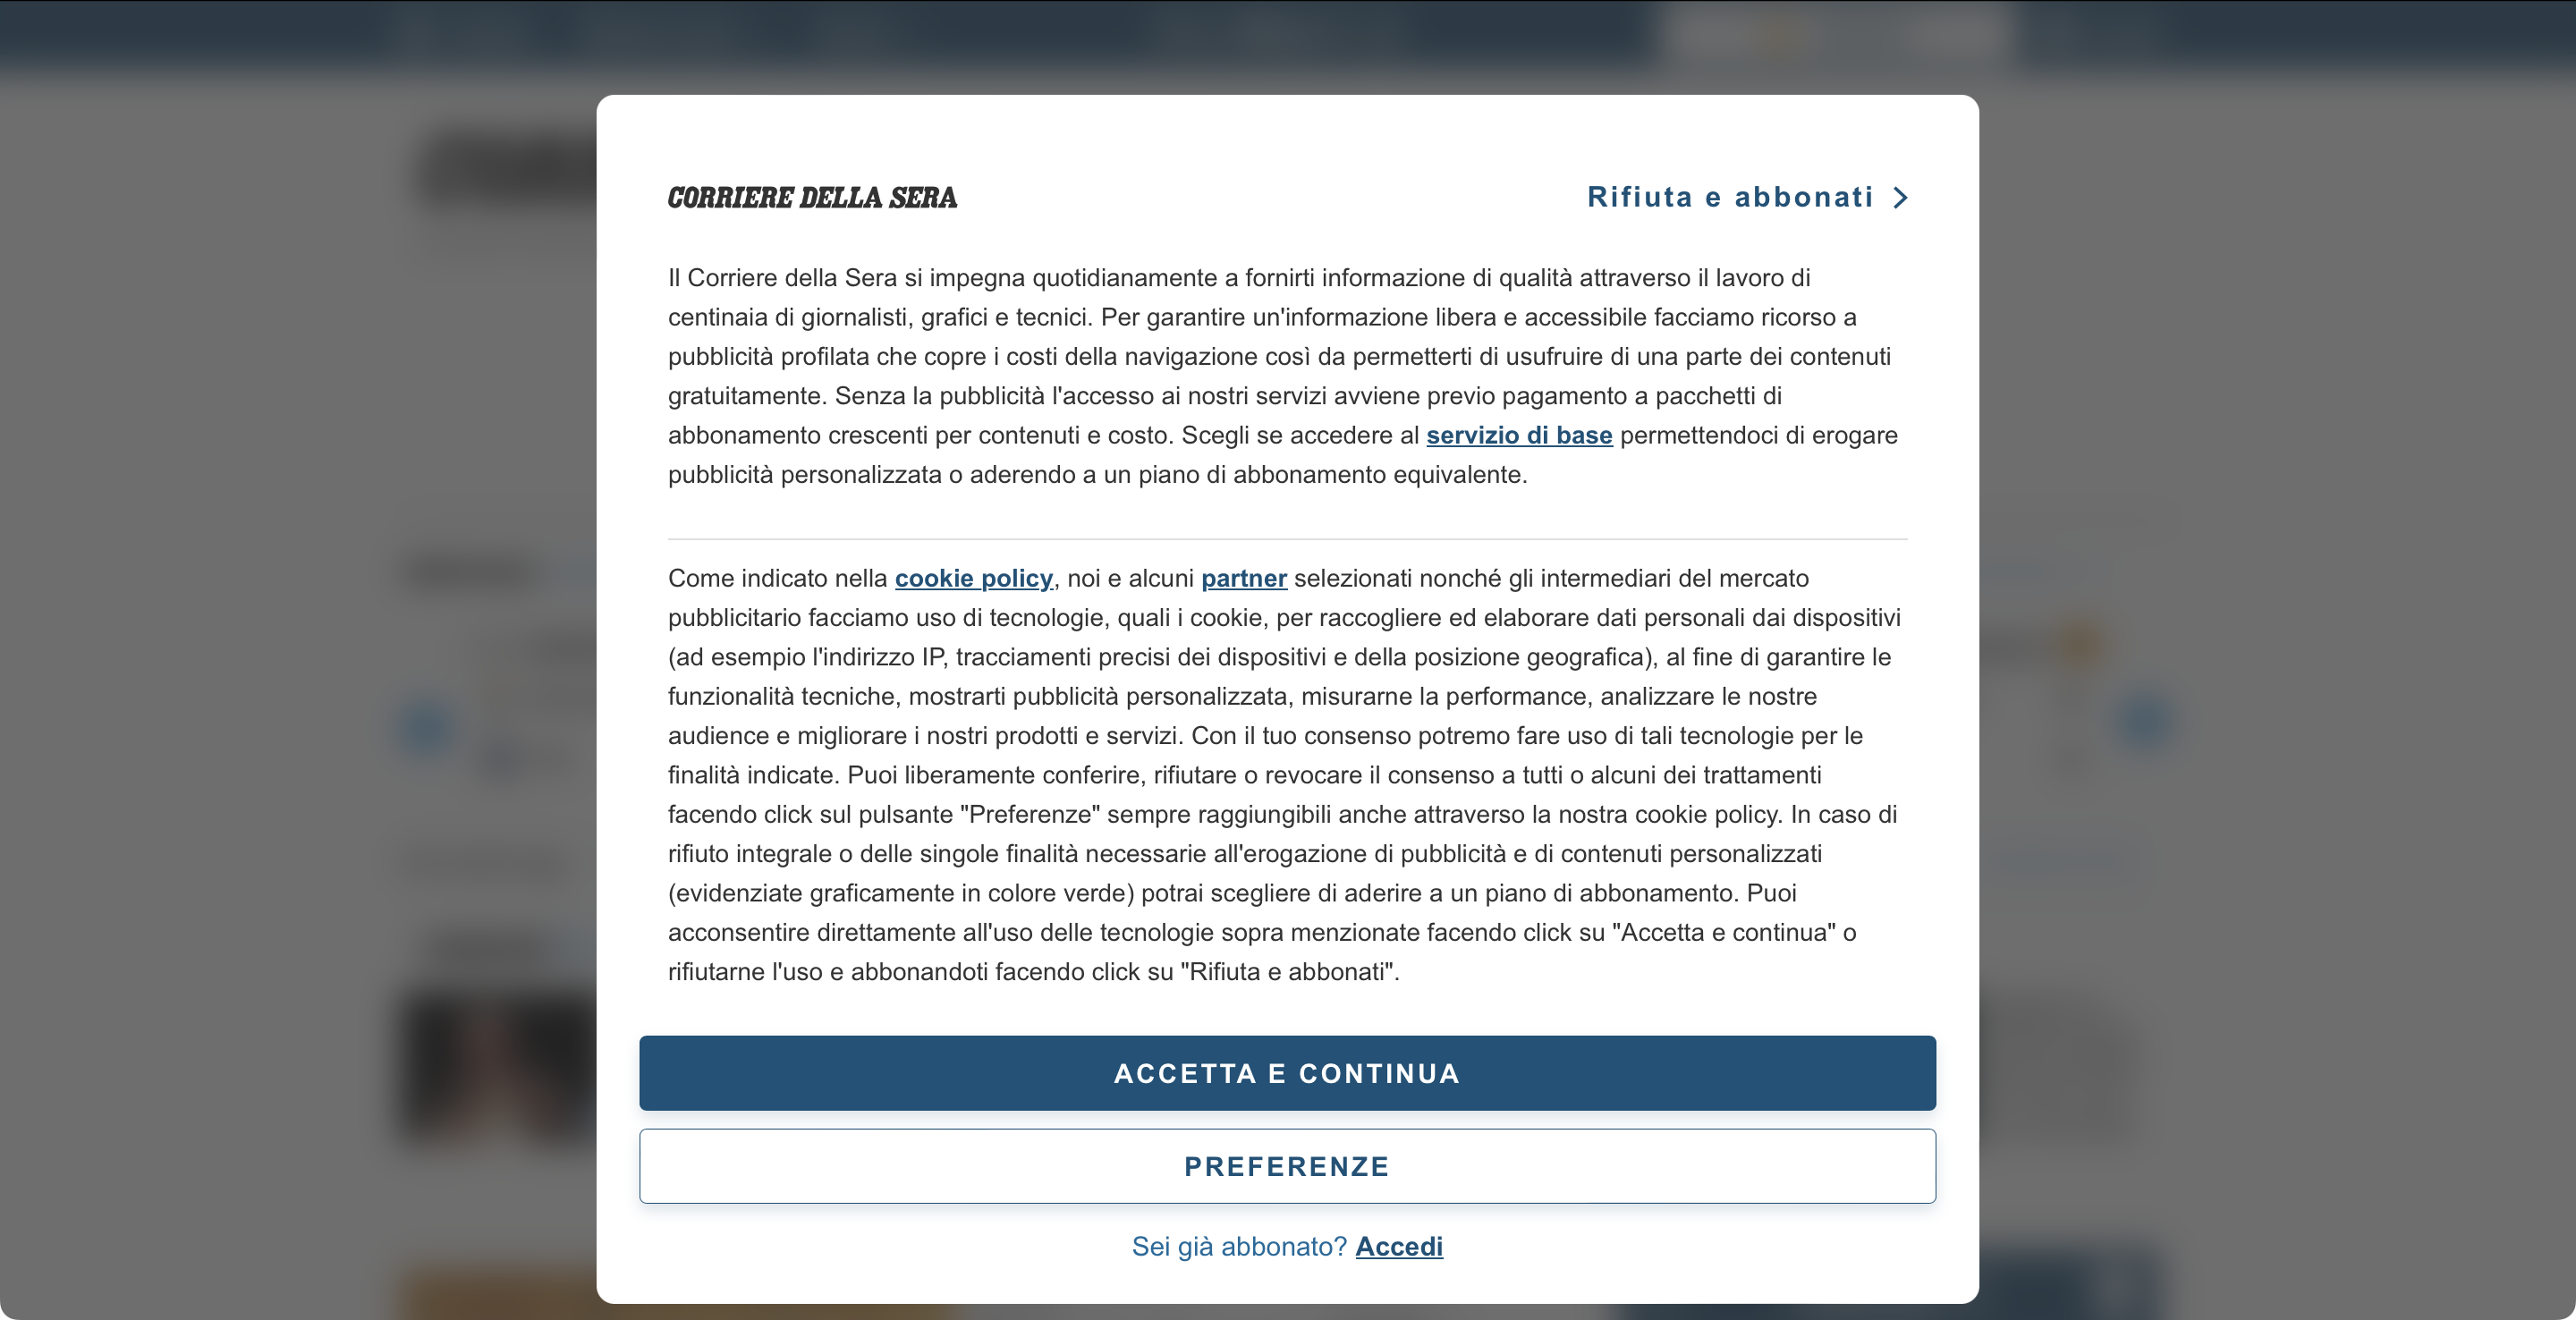 CORRIERE DELLA SERA
Rifiuta e abbonati
Il Corriere della Sera si impegna quotidianamente a fornirti informazione di qualità attraverso il lavoro di
centinaia di giornalisti, grafici e tecnici. Per garantire un'informazione libera e accessibile facciamo ricorso a
pubblicità profilata che copre i costi della navigazione così da permetterti di usufruire di una parte dei contenuti
gratuitamente. Senza la pubblicità l'accesso ai nostri servizi avviene previo pagamento a pacchetti di
abbonamento crescenti per contenuti e costo. Scegli se accedere al servizio di base permettendoci di erogare
pubblicità personalizzata o aderendo a un piano di abbonamento equivalente.
Come indicato nella cookie policy, noi e alcuni partner selezionati nonché gli intermediari del mercato
pubblicitario facciamo uso di tecnologie, quali i cookie, per raccogliere ed elaborare dati personali dai dispositivi
(ad esempio l'indirizzo IP, tracciamenti precisi dei dispositivi e della posizione geografica), al fine di garantire le
funzionalità tecniche, mostrarti pubblicità personalizzata, misurarne la performance, analizzare le nostre
audience e migliorare i nostri prodotti e servizi. Con il tuo consenso potremo fare uso di tali tecnologie per le
finalità indicate. Puoi liberamente conferire, rifiutare o revocare il consenso a tutti o alcuni dei trattamenti
facendo click sul pulsante "Preferenze" sempre raggiungibili anche attraverso la nostra cookie policy. In caso di
rifiuto integrale o delle singole finalità necessarie all'erogazione di pubblicità e di contenuti personalizzati
(evidenziate graficamente in colore verde) potrai scegliere di aderire a un piano di abbonamento. Puoi
acconsentire direttamente all'uso delle tecnologie sopra menzionate facendo click su "Accetta e continua" o
rifiutarne l'uso e abbonandoti facendo click su "Rifiuta e abbonati".
ACCETTA E CONTINUA
PREFERENZE
Sei già abbonato? Accedi